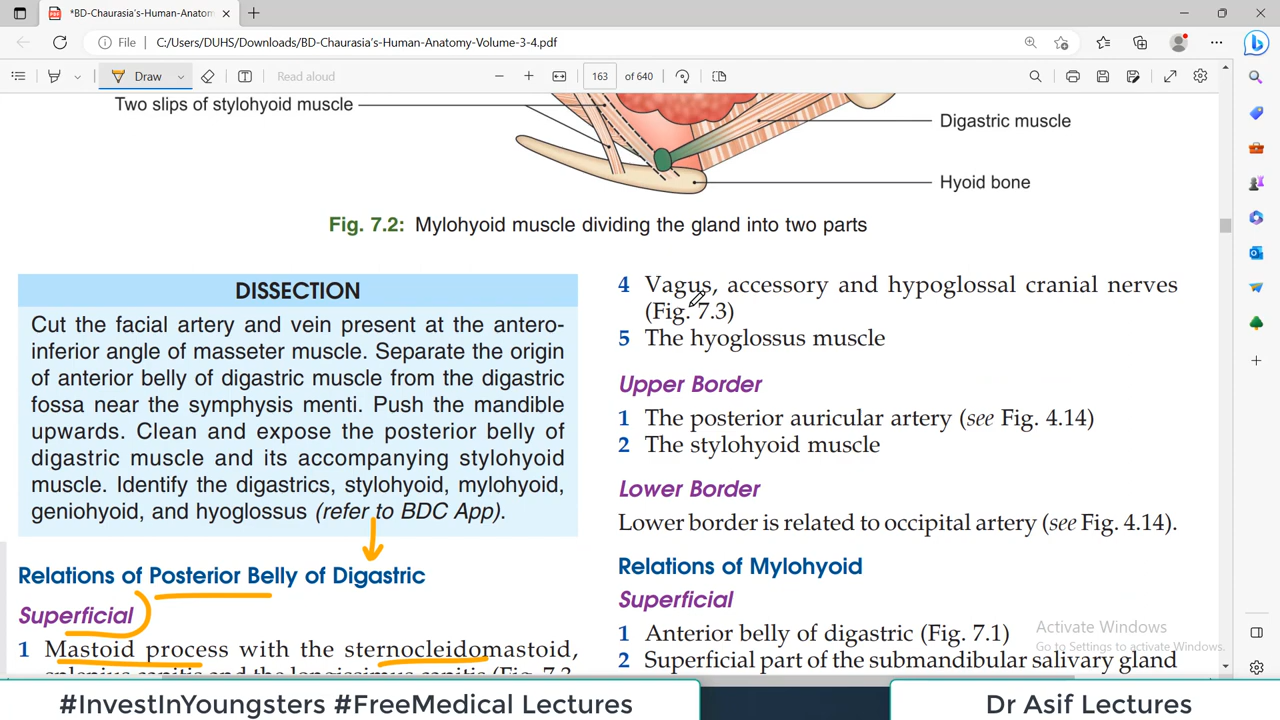 *BD-Chaurasia's-Human-Anatom
File
C:/Users/DUHS/Downloads/BD-Chaurasia's-Human-Anatomy-Volume-3-4.pdf
Draw
Read aloud
163
of 640
Two slips of stylohyoid muscle
Digastric muscle
Hyoid bone
Fig. 7.2: Mylohyoid muscle dividing the gland into two parts
DISSECTION
Cut the facial artery and vein present at the antero-
inferior angle of masseter muscle. Separate the origin
of anterior belly of digastric muscle from the digastric
fossa near the symphysis menti. Push the mandible
upwards. Clean and expose the posterior belly of
digastric muscle and its accompanying stylohyoid
muscle. Identify the digastrics, stylohyoid, mylohyoid,
geniohyoid, and hyoglossus (refer to BDC App).
Relations of Posterior Belly of Digastric
Superficial
1 Mastoid process with the sternocleidomastoid,
splenius capitis and the longissimus capitis (Fig. 7.3
4 Vagus, accessory and hypoglossal cranial nerves
(Fig. 7.3)
5 The hyoglossus muscle
Upper Border
1 The posterior auricular artery (see Fig. 4.14)
2 The stylohyoid muscle
Lower Border
Lower border is related to occipital artery (see Fig. 4.14).
Relations of Mylohyoid
Superficial
1 Anterior belly of digastric (Fig. 7.1)
2 Superficial part of the submandibular salivary gland
Activate Windows
Go to Settings to activate Windows.
#InvestInYoungsters #FreeMedical Lectures
Dr Asif Lectures